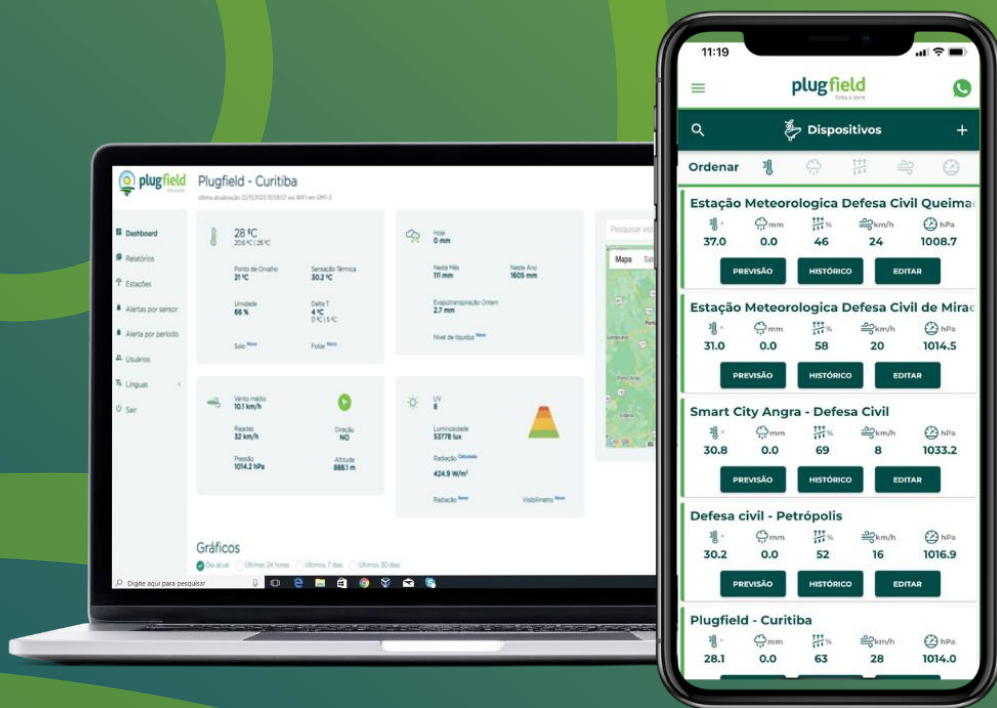 plugfield
Plugfield - Curitiba
Dashboard
Relatórios
Estações
Alertas por sensor
Alerta por período
Usuários
Línguas
Sair
28 °C
20.6 °C | 28 °C
Ponto de Orvalho
21 °C
Sensação Térmica
30.2 °C
Umidade
66 %
Delta T
4 °C
0 °C | 5 °C
Solo
Foliar
Hoje
0 mm
Neste Mês
111 mm
Neste Ano
1605 mm
Evapotranspiração Ontem
2.7 mm
Nível de líquidos
Vento médio
10.1 km/h
Rajadas
32 km/h
Direção
NO
Pressão
1014.2 hPa
Altitude
888.1 m
UV
8
Luminosidade
53778 lux
Radiação Calculada
424.9 W/m²
Radiação
Visibilímetro
Pesquisar
Mapa
Gráficos
Dia atual
Últimas 24 horas
Últimos 7 dias
Últimos 30 dias
Digite aqui para pesquisar
11:19
plugfield
Dispositivos
+
Ordenar
Estação Meteorologica Defesa Civil Queima
° mm % km/h hPa
37.0 0.0 46 24 1008.7
PREVISÃO HISTÓRICO EDITAR
Estação Meteorologica Defesa Civil de Mirac
° mm % km/h hPa
31.0 0.0 58 20 1014.5
PREVISÃO HISTÓRICO EDITAR
Smart City Angra - Defesa Civil
° mm % km/h hPa
30.8 0.0 69 8 1033.2
PREVISÃO HISTÓRICO EDITAR
Defesa civil - Petrópolis
° mm % km/h hPa
30.2 0.0 52 16 1016.9
PREVISÃO HISTÓRICO EDITAR
Plugfield - Curitiba
° mm % km/h hPa
28.1 0.0 63 28 1014.0